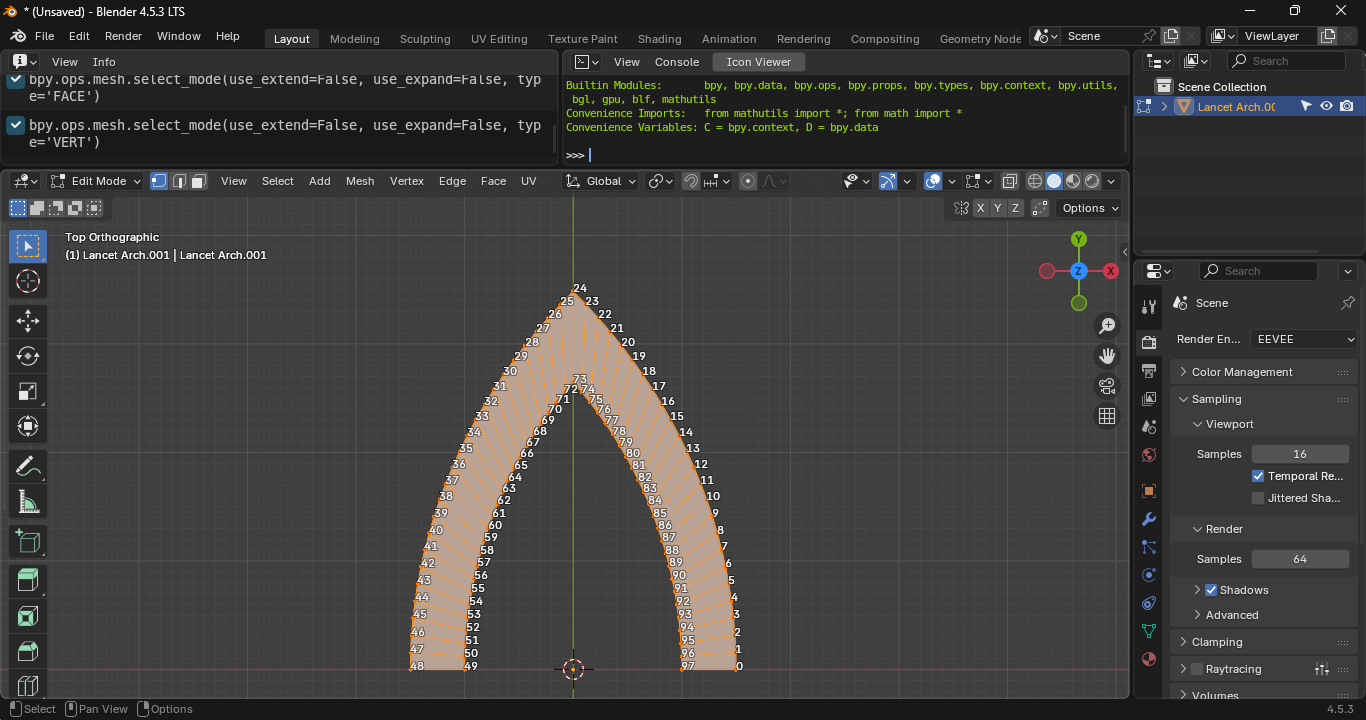 * (Unsaved) - Blender 4.5.3 LTS
File Edit Render Window Help
Layout Modeling Sculpting UV Editing Texture Paint Shading Animation Rendering Compositing Geometry Node
Scene
ViewLayer
View Info
bpy.ops.mesh.select_mode(use_extend=False, use_expand=False, typ
e='FACE')
bpy.ops.mesh.select_mode(use_extend=False, use_expand=False, typ
e='VERT')
View Console Icon Viewer
Builtin Modules: bpy, bpy.data, bpy.ops, bpy.props, bpy.types, bpy.context, bpy.utils,
bgl, gpu, blf, mathutils
Convenience Imports: from mathutils import *; from math import *
Convenience Variables: C = bpy.context, D = bpy.data
>>>
Search
Scene Collection
Lancet Arch.00
Edit Mode View Select Add Mesh Vertex Edge Face UV Global
X Y Z Options
Top Orthographic
(1) Lancet Arch.001 | Lancet Arch.001
Y
Z X
24
25 23
26 22
27 21
28 20
29 19
30 18
31 17
32 16
33 15
34 14
35 13
36 12
37 11
38 10
39 9
40 8
41 7
42 6
43 5
44 4
45 3
46 2
47 1
48 0
73
72 74
71 75
70 76
69 77
68 78
67 79
66 80
65 81
64 82
63 83
62 84
61 85
60 86
59 87
58 88
57 89
56 90
55 91
54 92
53 93
52 94
51 95
50 96
49 97
Search
Scene
Render En... EEVEE
Color Management
Sampling
Viewport
Samples 16
Temporal Re...
Jittered Sha...
Render
Samples 64
Shadows
Advanced
Clamping
Raytracing
Volumes
Select Pan View Options
4.5.3